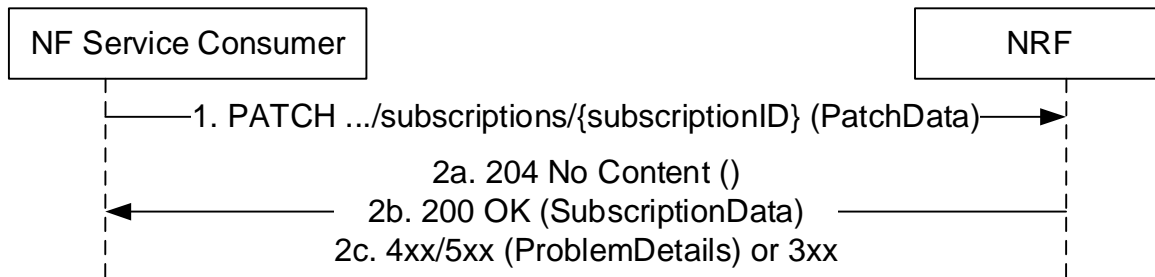 NF Service Consumer
NRF
1. PATCH .../subscriptions/{subscriptionID} (PatchData)
2a. 204 No Content ()
2b. 200 OK (SubscriptionData)
2c. 4xx/5xx (ProblemDetails) or 3xx